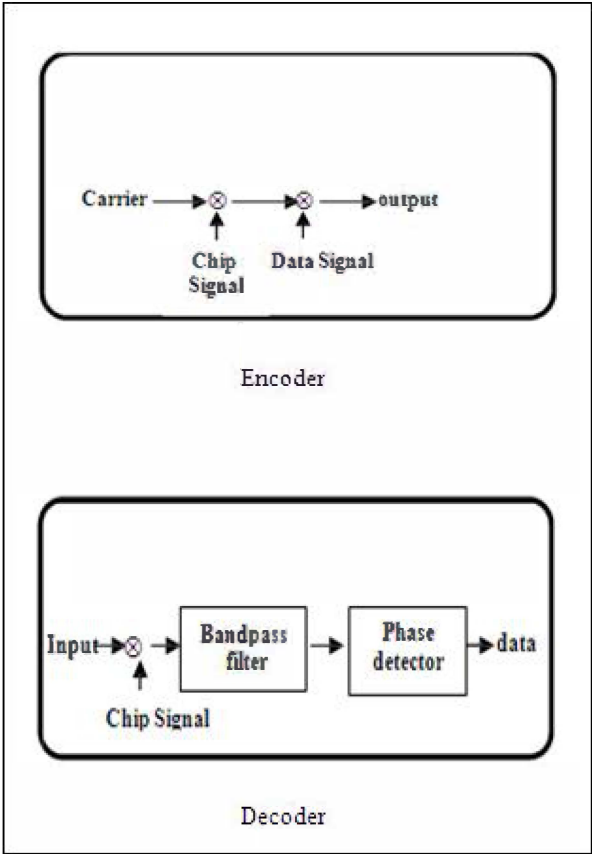 Carrier
output
Chip
Signal
Data Signal
Encoder
Input
Bandpass
filter
Phase
detector
data
Chip Signal
Decoder